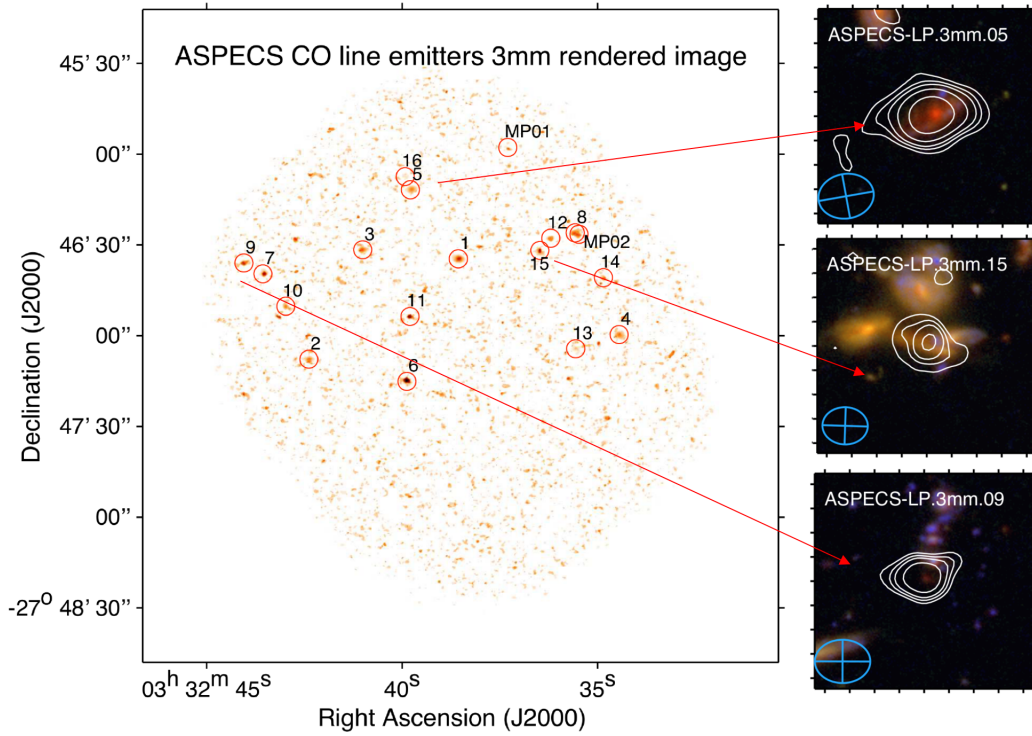 ASPECS CO line emitters 3mm rendered image
45' 30''
00''
46' 30''
00''
47' 30''
00''
-27° 48' 30''
Declination (J2000)
MP01
16
5
12
8
MP02
3
1
15
14
9
7
10
11
4
13
2
6
03h 32m 45s
40s
35s
Right Ascension (J2000)
ASPECS-LP.3mm.05
ASPECS-LP.3mm.15
ASPECS-LP.3mm.09